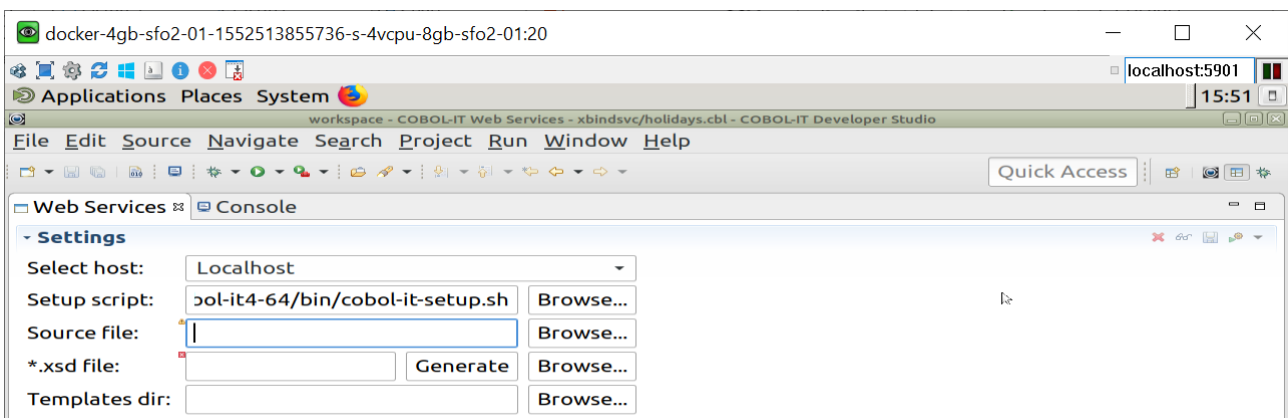 docker-4gb-sfo2-01-1552513855736-s-4vcpu-8gb-sfo2-01:20
localhost:5901
Applications Places System 15:51
workspace - COBOL-IT Web Services - xbindsvc/holidays.cbl - COBOL-IT Developer Studio
File Edit Source Navigate Search Project Run Window Help
Quick Access
Web Services Console
Settings
Select host: Localhost
Setup script: ol-it4-64/bin/cobol-it-setup.sh Browse...
Source file: Browse...
*.xsd file: Generate Browse...
Templates dir: Browse...